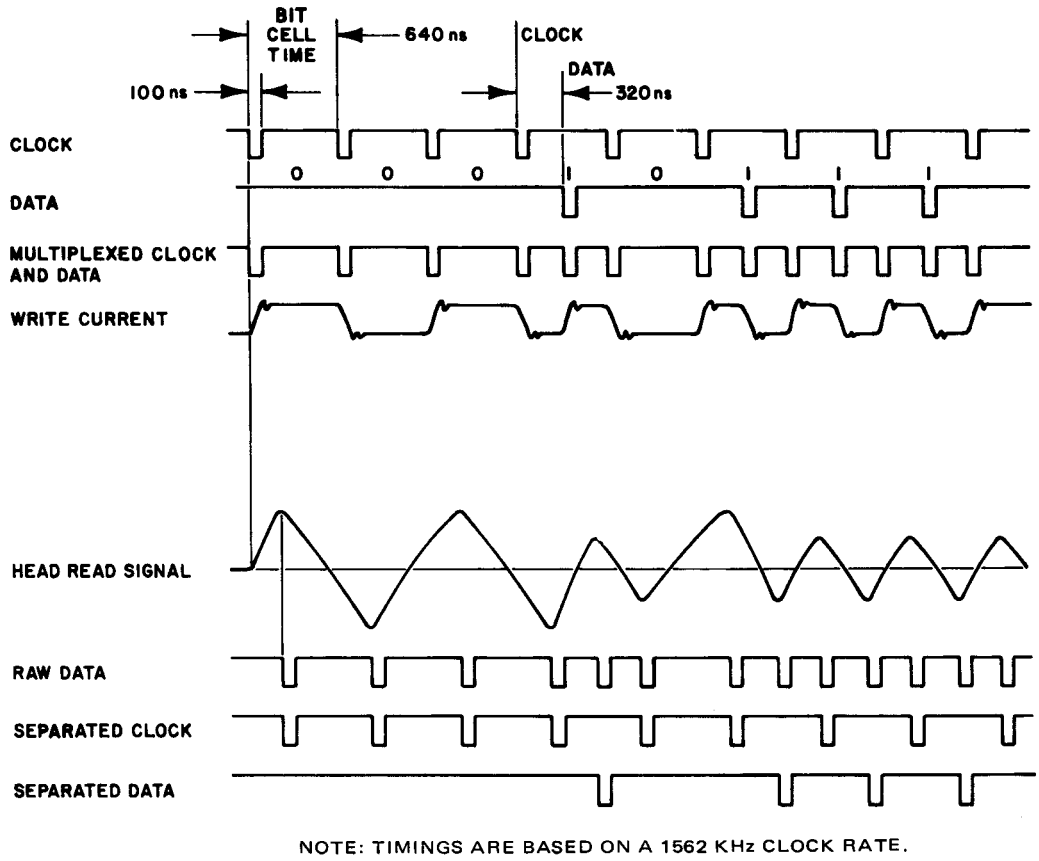 BIT
CELL
TIME
640 ns
CLOCK
DATA
100 ns
320 ns
CLOCK
0 0 0 1 0 1 1 1
DATA
MULTIPLEXED CLOCK
AND DATA
WRITE CURRENT
HEAD READ SIGNAL
RAW DATA
SEPARATED CLOCK
SEPARATED DATA
NOTE: TIMINGS ARE BASED ON A 1562 KHz CLOCK RATE.